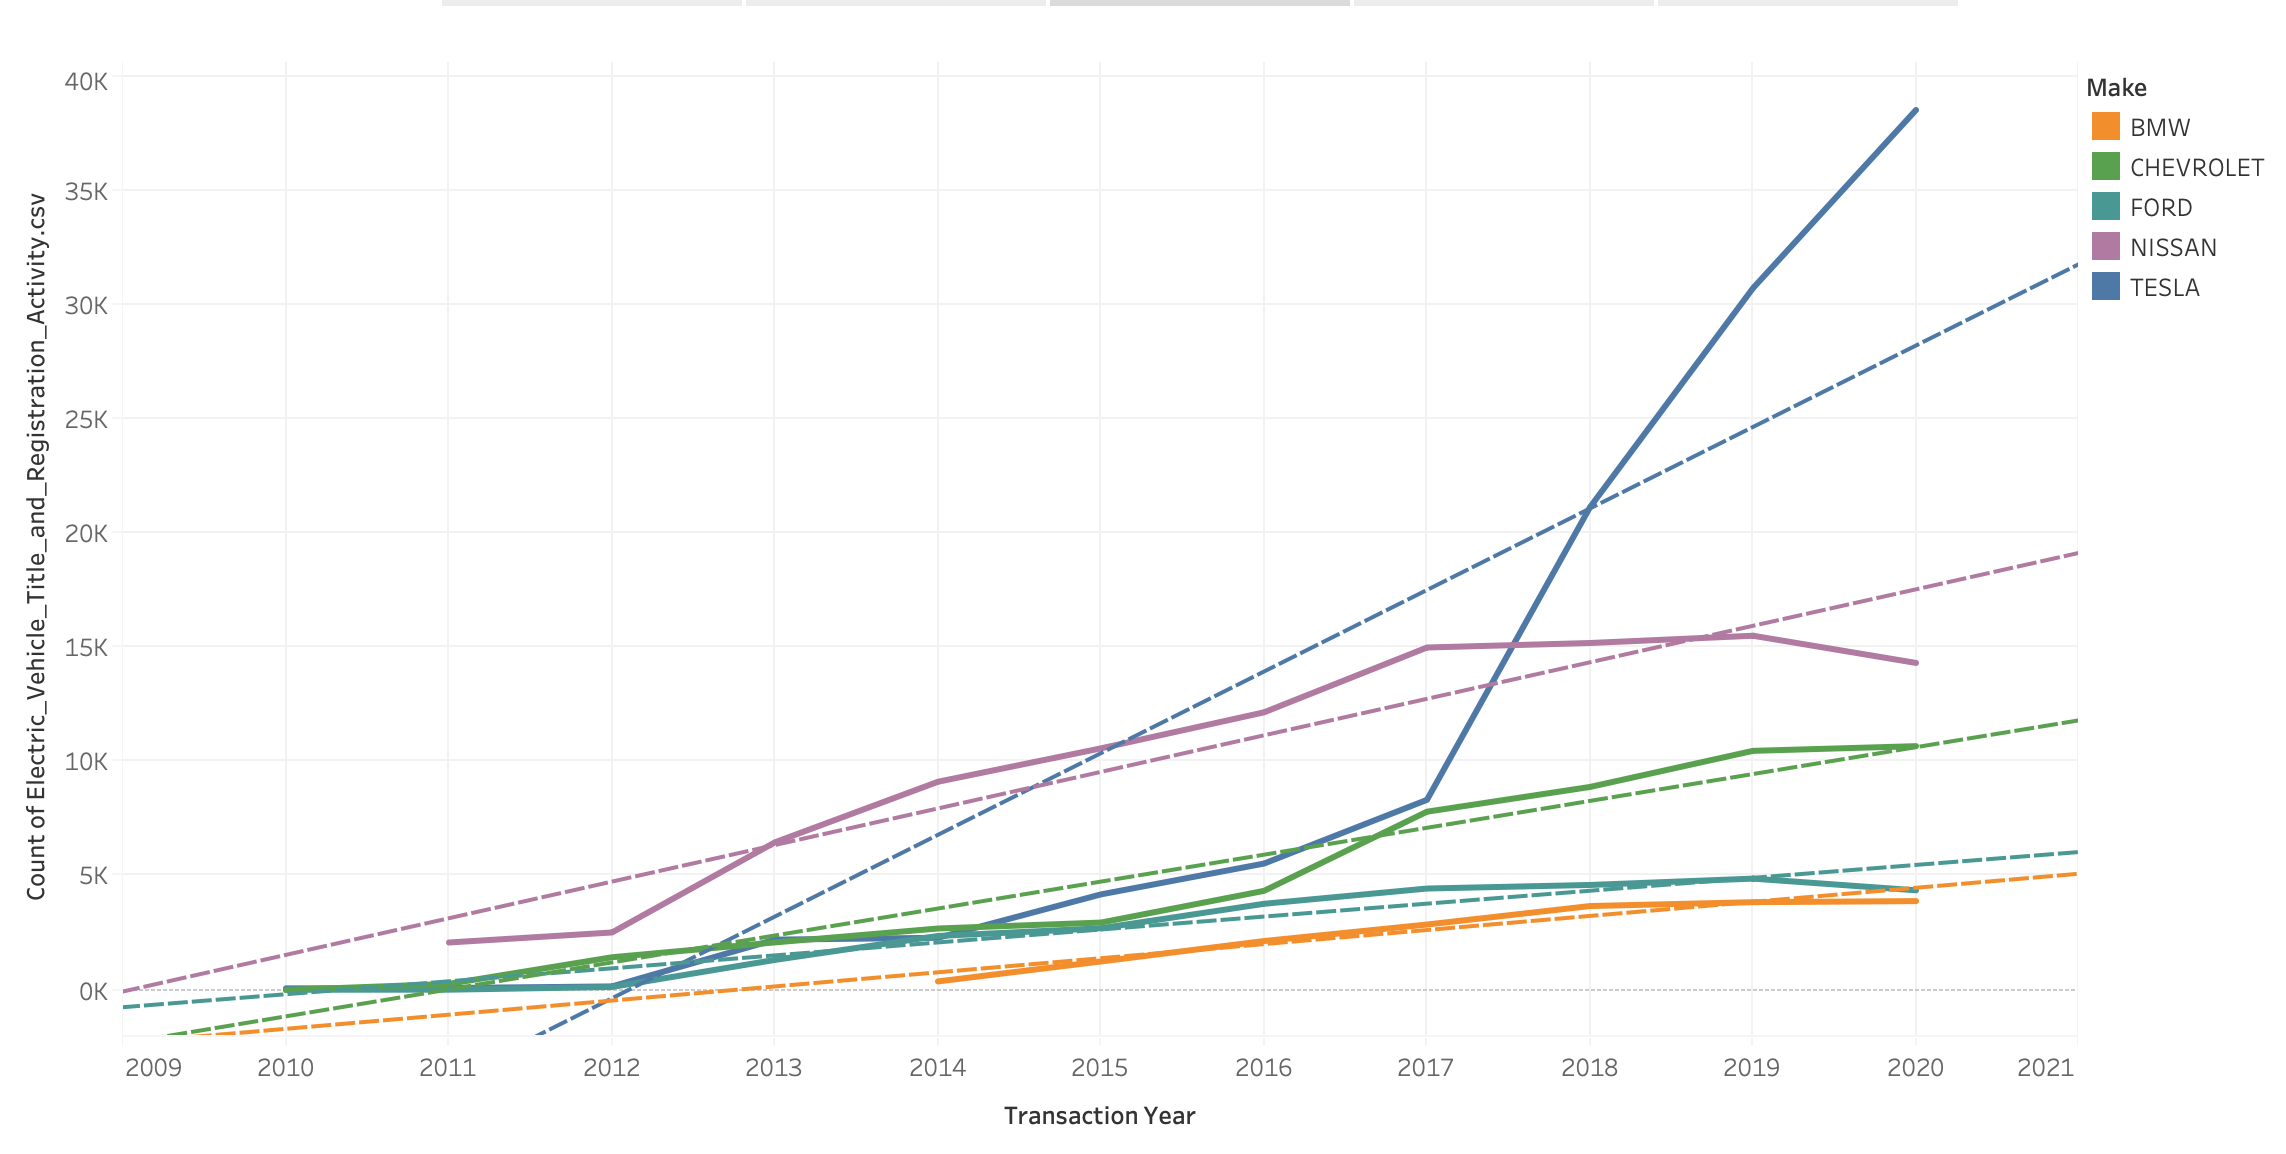 40K
35K
30K
25K
20K
15K
10K
5K
0K
Count of Electric_Vehicle_Title_and_Registration_Activity.csv
2009 2010 2011 2012 2013 2014 2015 2016 2017 2018 2019 2020 2021
Transaction Year
Make
BMW
CHEVROLET
FORD
NISSAN
TESLA